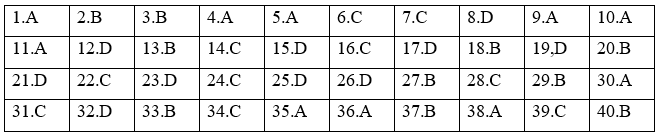 1.A 2.B 3.B 4.A 5.A 6.C 7.C 8.D 9.A 10.A
11.A 12.D 13.B 14.C 15.D 16.C 17.D 18.B 19,D 20.B
21.D 22.C 23.D 24.C 25.D 26.D 27.B 28.C 29.B 30.A
31.C 32.D 33.B 34.C 35.A 36.A 37.B 38.A 39.C 40.B